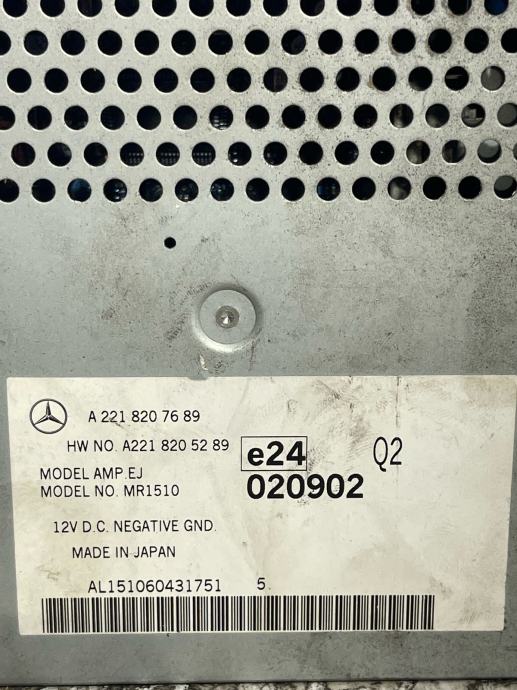 A 221 820 76 89
HW NO. A221 820 52 89
e24
Q2
MODEL AMP.EJ
MODEL NO. MR1510
020902
12V D.C. NEGATIVE GND.
MADE IN JAPAN
AL151060431751 5.